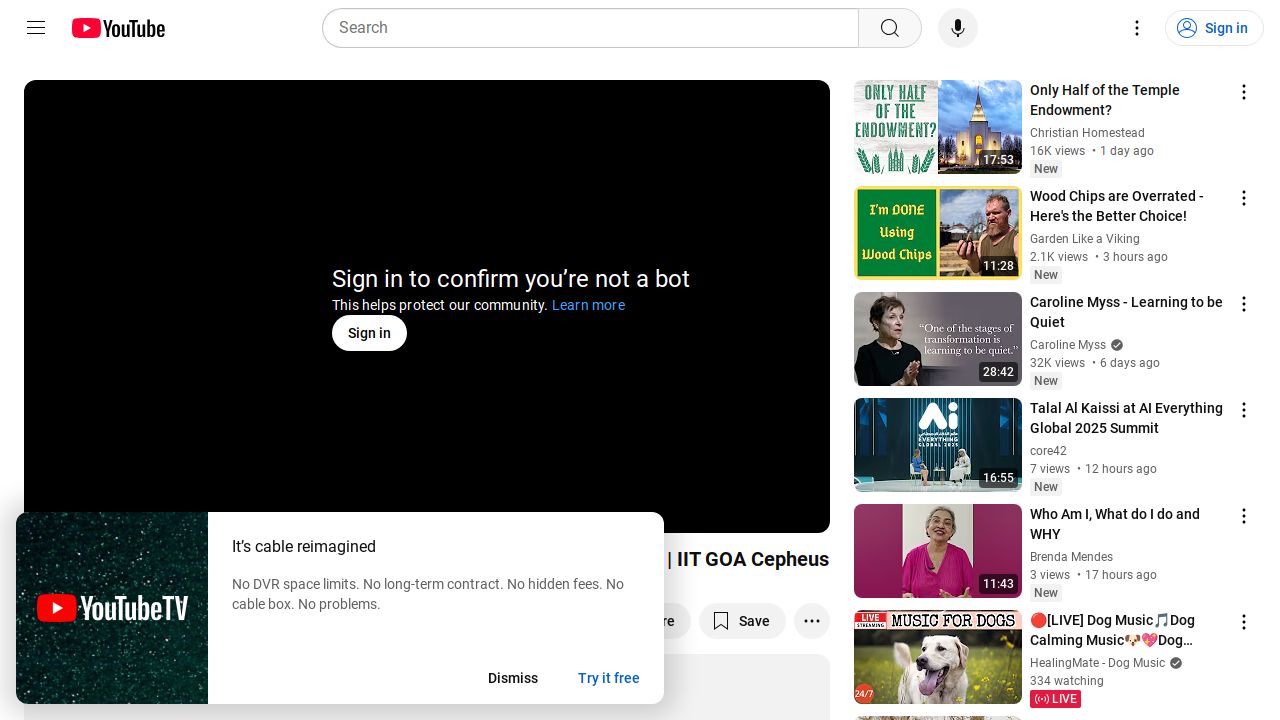 YouTube
Search
Sign in
Sign in to confirm you’re not a bot
This helps protect our community. Learn more
Sign in
| IIT GOA Cepheus
re
Save
It’s cable reimagined
No DVR space limits. No long-term contract. No hidden fees. No
cable box. No problems.
YouTubeTV
Dismiss
Try it free
ONLY HALF
OF THE
ENDOWMENT?
17:53
Only Half of the Temple
Endowment?
Christian Homestead
16K views • 1 day ago
New
I'm DONE
Using
Wood Chips
11:28
Wood Chips are Overrated -
Here's the Better Choice!
Garden Like a Viking
2.1K views • 3 hours ago
New
“One of the stages of
transformation is
learning to be quiet.”
28:42
Caroline Myss - Learning to be
Quiet
Caroline Myss
32K views • 6 days ago
New
Ai
EVERYTHING
GLOBAL 2025
16:55
Talal Al Kaissi at AI Everything
Global 2025 Summit
core42
7 views • 12 hours ago
New
11:43
Who Am I, What do I do and
WHY
Brenda Mendes
3 views • 17 hours ago
New
LIVE
STREAMING
MUSIC FOR DOGS
24/7
🔴[LIVE] Dog Music🎵Dog
Calming Music🐶💖Dog…
HealingMate - Dog Music
334 watching
LIVE